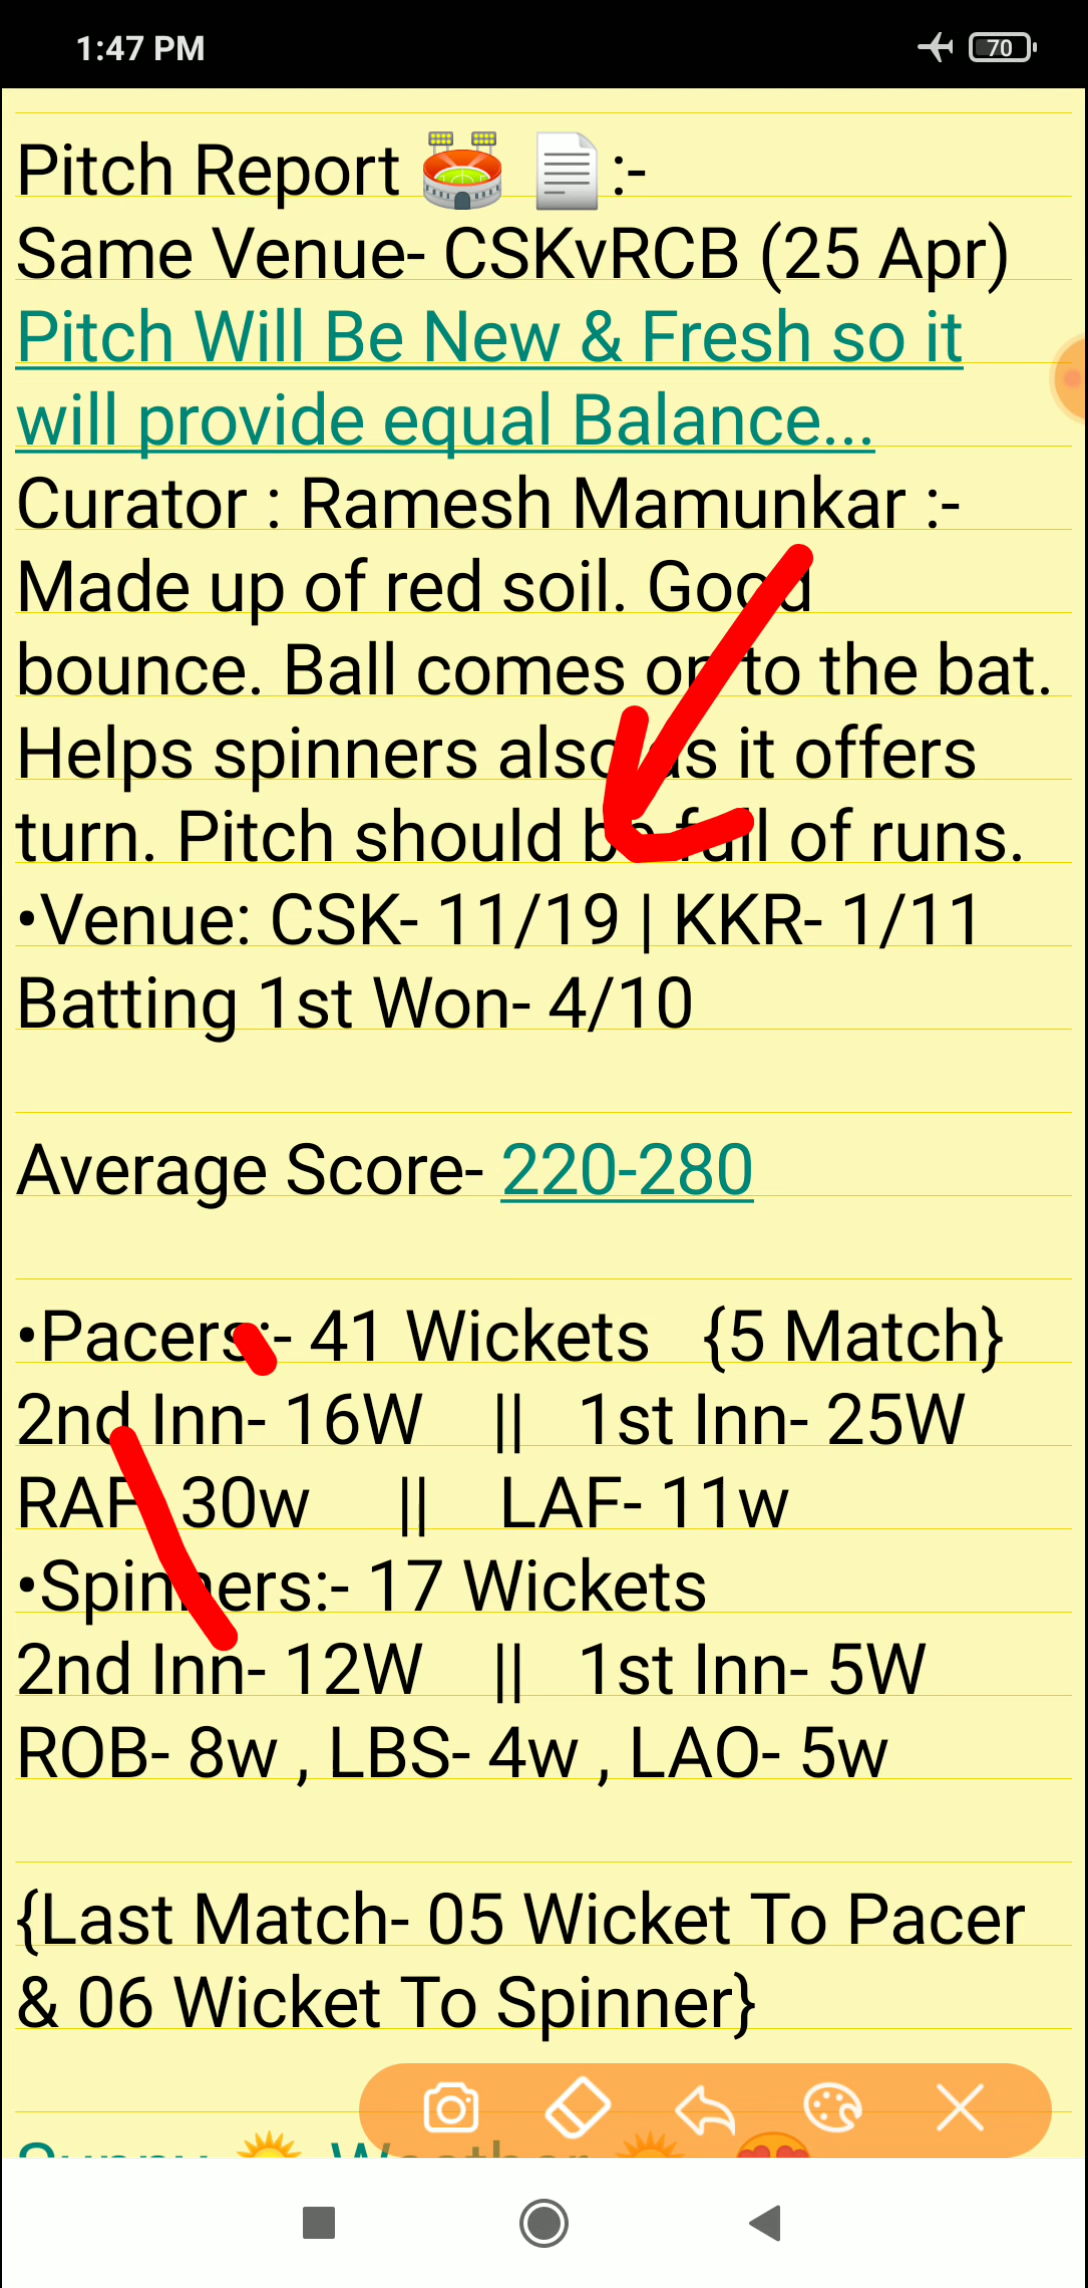 1:47 PM
70
Pitch Report 🏟 📄 :-
Same Venue- CSKvRCB (25 Apr)
Pitch Will Be New & Fresh so it
will provide equal Balance...
Curator : Ramesh Mamunkar :-
Made up of red soil. Good
bounce. Ball comes on to the bat.
Helps spinners also as it offers
turn. Pitch should be full of runs.
•Venue: CSK- 11/19 | KKR- 1/11
Batting 1st Won- 4/10
Average Score- 220-280
•Pacers:- 41 Wickets {5 Match}
2nd Inn- 16W || 1st Inn- 25W
RAF- 30w || LAF- 11w
•Spinners:- 17 Wickets
2nd Inn- 12W || 1st Inn- 5W
ROB- 8w , LBS- 4w , LAO- 5w
{Last Match- 05 Wicket To Pacer
& 06 Wicket To Spinner}
Sunny ☀ Weather ☀ 😍